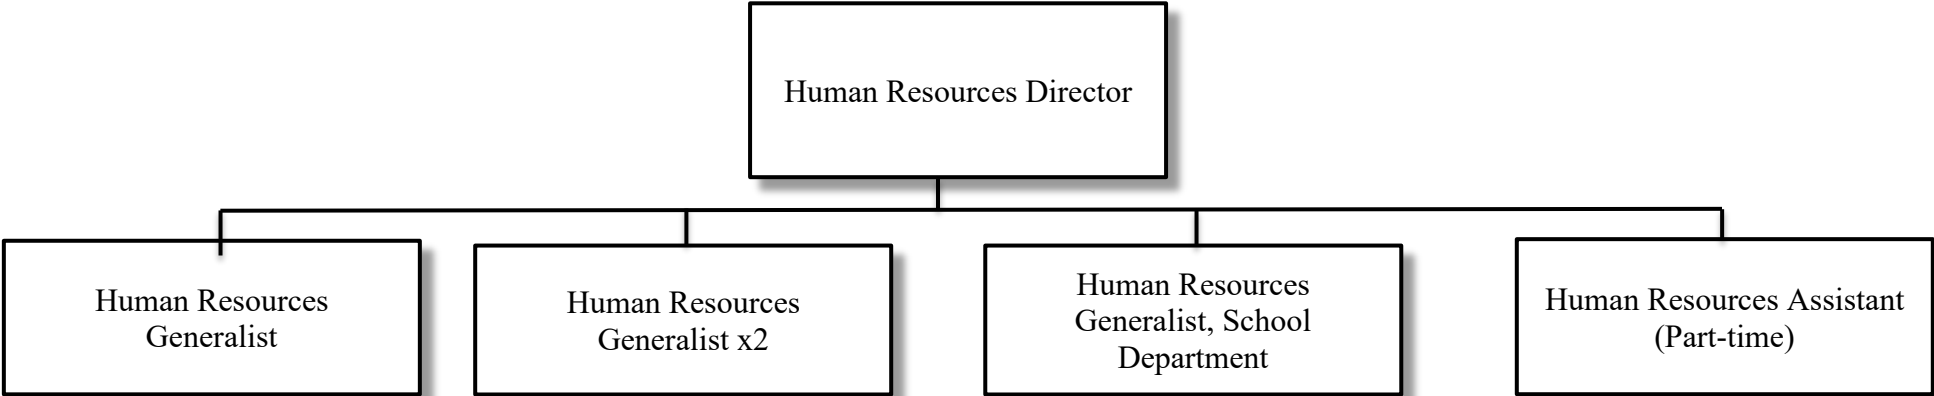 Human Resources Director
Human Resources
Generalist
Human Resources
Generalist x2
Human Resources
Generalist, School
Department
Human Resources Assistant
(Part-time)